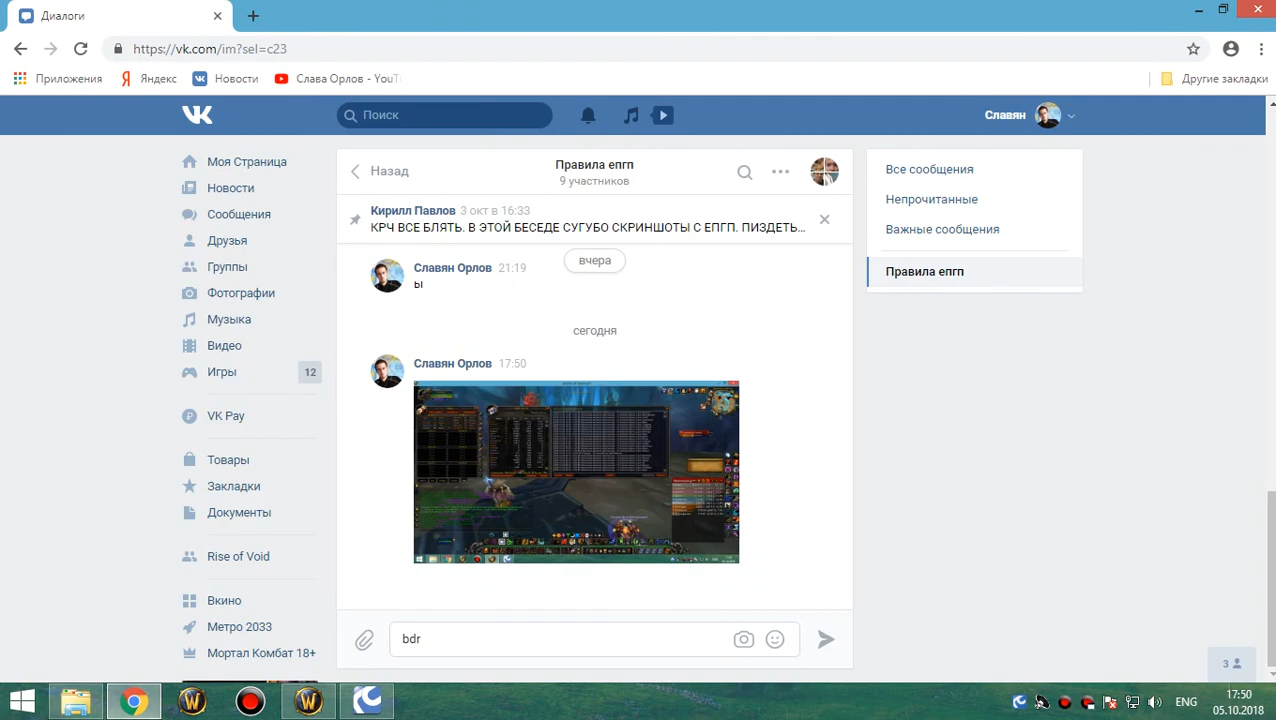 Диалоги
https://vk.com/im?sel=c23
Приложения Яндекс Новости Слава Орлов - YouT
Другие закладки
Поиск
Славян
Моя Страница
Новости
Сообщения
Друзья
Группы
Фотографии
Музыка
Видео
Игры 12
VK Pay
Товары
Закладки
Документы
Rise of Void
Вкино
Метро 2033
Мортал Комбат 18+
Назад
Правила епгп
9 участников
Кирилл Павлов 3 окт в 16:33
КРЧ ВСЕ БЛЯТЬ. В ЭТОЙ БЕСЕДЕ СУГУБО СКРИНШОТЫ С ЕПГП. ПИЗДЕТЬ...
вчера
Славян Орлов 21:19
ы
сегодня
Славян Орлов 17:50
bdr
Все сообщения
Непрочитанные
Важные сообщения
Правила епгп
3
ENG
17:50
05.10.2018